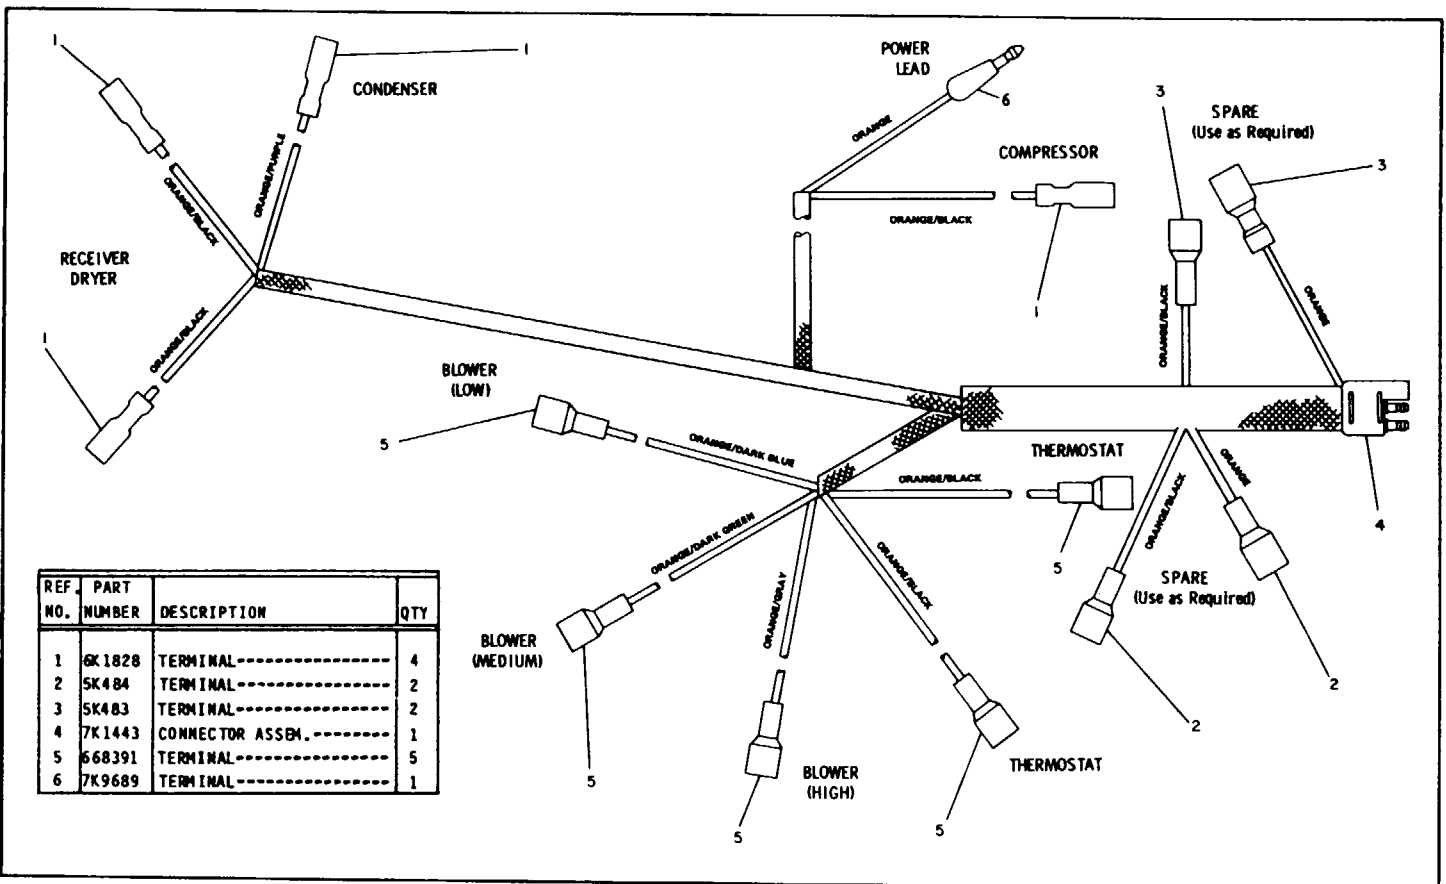 1
1
CONDENSER
ORANGE/PURPLE
ORANGE/BLACK
RECEIVER
DRYER
ORANGE/BLACK
1
POWER
LEAD
6
ORANGE
COMPRESSOR
ORANGE/BLACK
1
3
SPARE
(Use as Required)
3
ORANGE/BLACK
ORANGE
4
BLOWER
(LOW)
5
ORANGE/DARK BLUE
ORANGE/BLACK
THERMOSTAT
5
ORANGE/DARK GREEN
BLOWER
(MEDIUM)
5
ORANGE/GRAY
BLOWER
(HIGH)
5
ORANGE/BLACK
THERMOSTAT
5
ORANGE/BLACK
ORANGE
SPARE
(Use as Required)
2
2
REF. PART
NO. NUMBER DESCRIPTION QTY
1 6K1828 TERMINAL------------------- 4
2 5K484 TERMINAL------------------- 2
3 5K483 TERMINAL------------------- 2
4 7K1443 CONNECTOR ASSEM.--------- 1
5 668391 TERMINAL------------------- 5
6 7K9689 TERMINAL------------------- 1